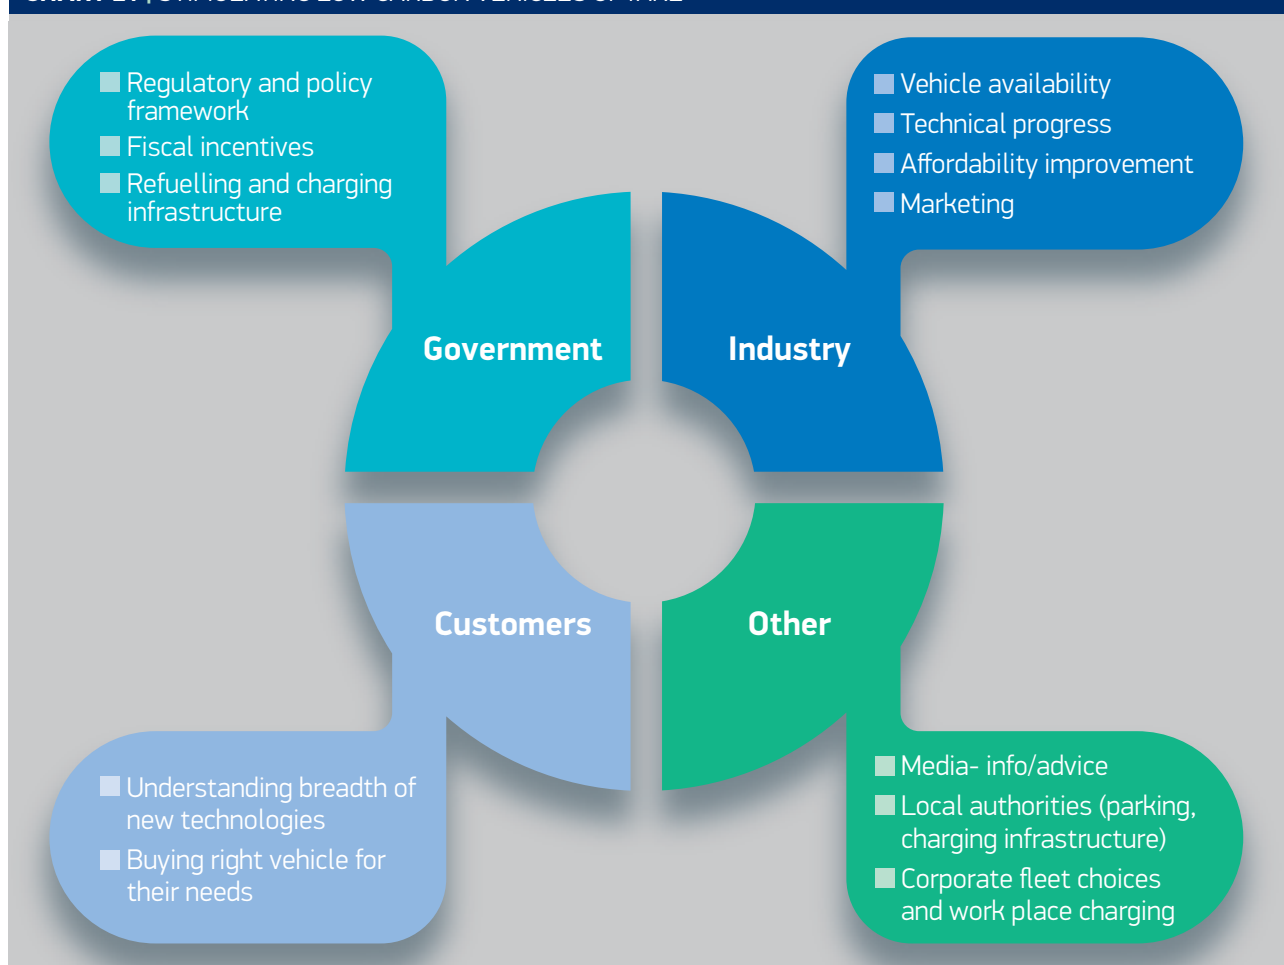 Regulatory and policy
framework
Fiscal incentives
Refuelling and charging
infrastructure
Vehicle availability
Technical progress
Affordability improvement
Marketing
Government
Industry
Customers
Other
Understanding breadth of
new technologies
Buying right vehicle for
their needs
Media- info/advice
Local authorities (parking,
charging infrastructure)
Corporate fleet choices
and work place charging